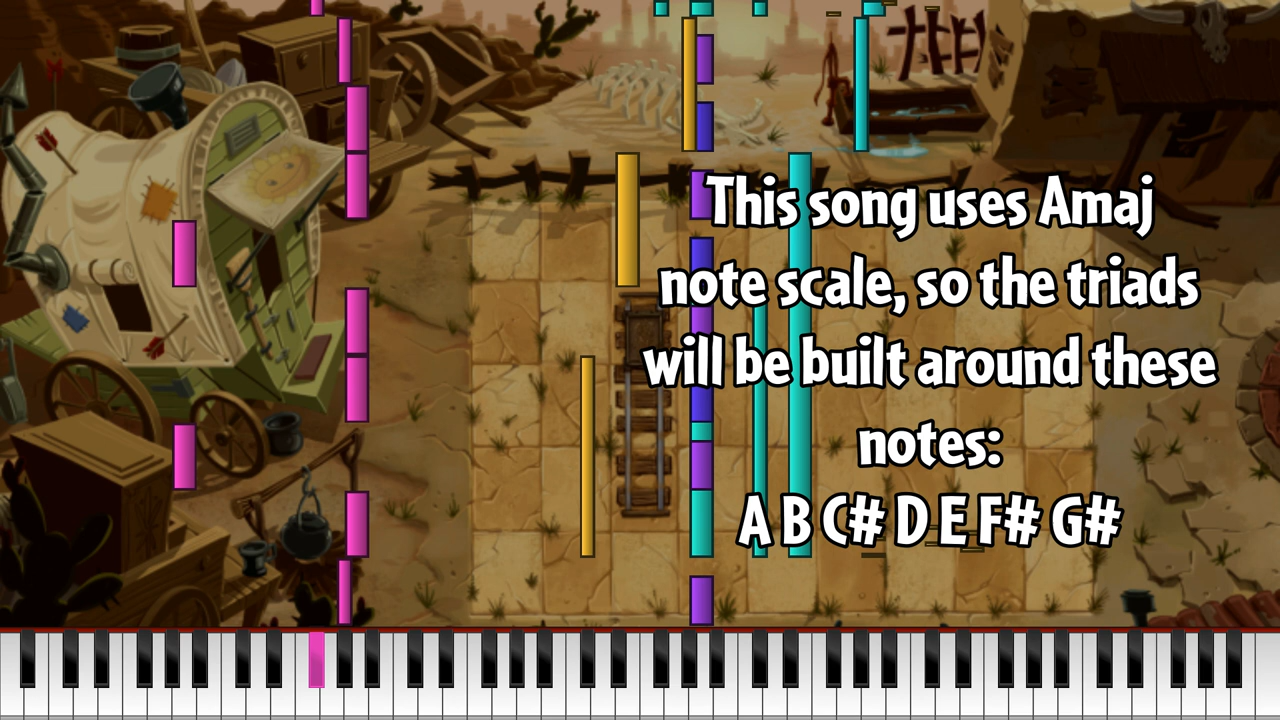 This song uses Amaj
note scale, so the triads
will be built around these
notes:
A B C# D E F# G#